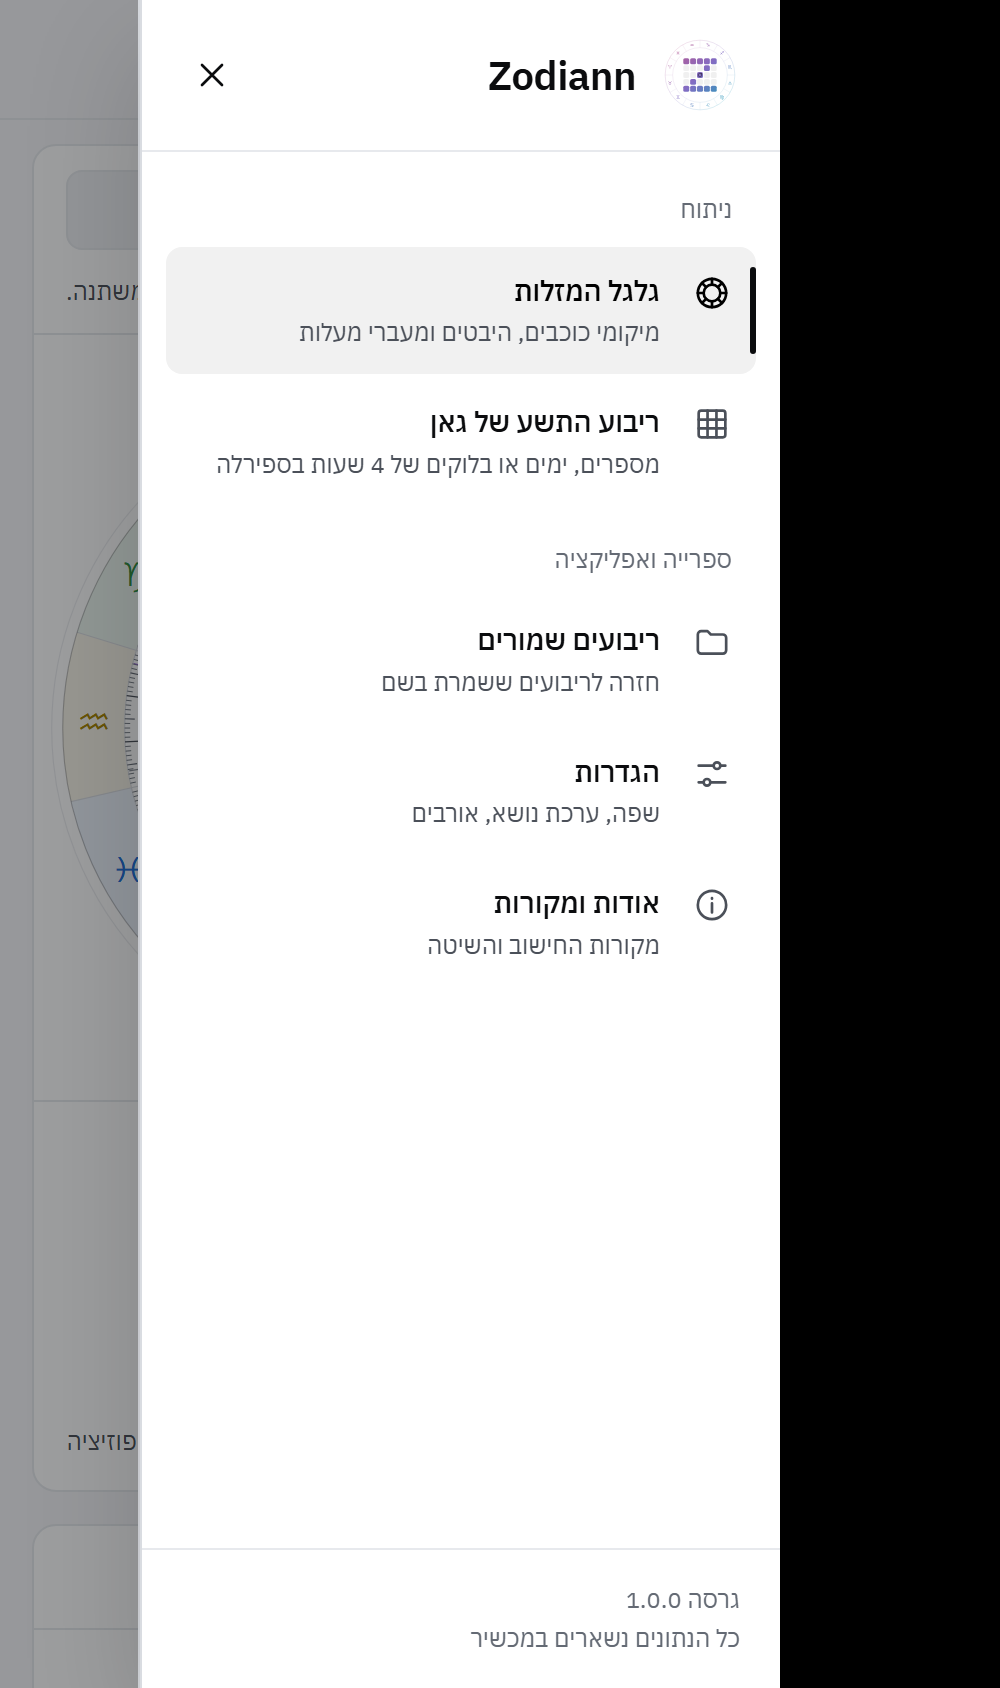 Zodiann
ניתוח
גלגל המזלות
מיקומי כוכבים, היבטים ומעברי מעלות
ריבוע התשע של גאן
מספרים, ימים או בלוקים של 4 שעות בספירלה
ספרייה ואפליקציה
ריבועים שמורים
חזרה לריבועים ששמרת בשם
הגדרות
שפה, ערכת נושא, אורבים
אודות ומקורות
מקורות החישוב והשיטה
גרסה 1.0.0
כל הנתונים נשארים במכשיר
משתנה.
פוזיציה